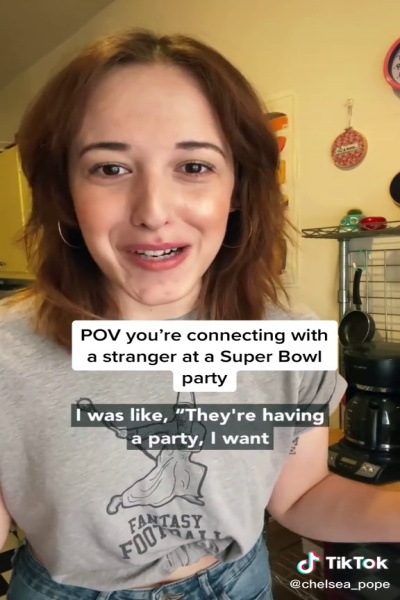 POV you're connecting with
a stranger at a Super Bowl
party
I was like, “They're having
a party, I want
FANTASY
FOOTBALL
TikTok
@chelsea_pope